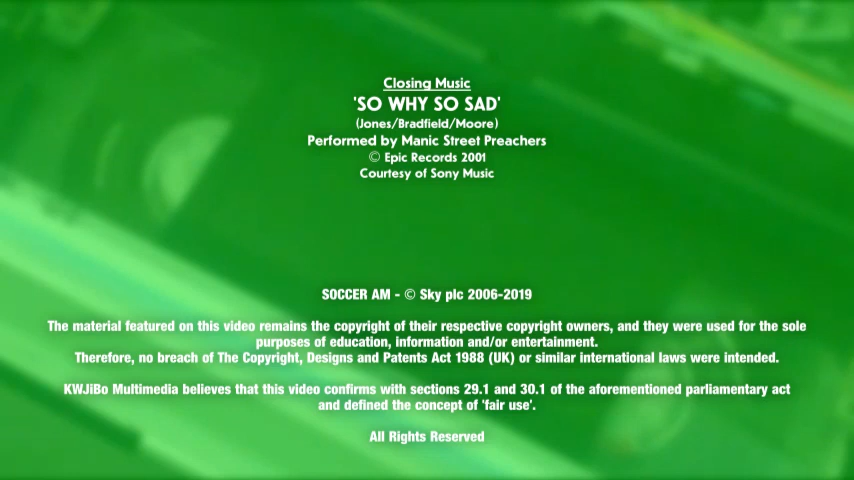 Closing Music
'SO WHY SO SAD'
(Jones/Bradfield/Moore)
Performed by Manic Street Preachers
© Epic Records 2001
Courtesy of Sony Music
SOCCER AM - © Sky plc 2006-2019
The material featured on this video remains the copyright of their respective copyright owners, and they were used for the sole
purposes of education, information and/or entertainment.
Therefore, no breach of The Copyright, Designs and Patents Act 1988 (UK) or similar international laws were intended.
KWJiBo Multimedia believes that this video confirms with sections 29.1 and 30.1 of the aforementioned parliamentary act
and defined the concept of 'fair use'.
All Rights Reserved